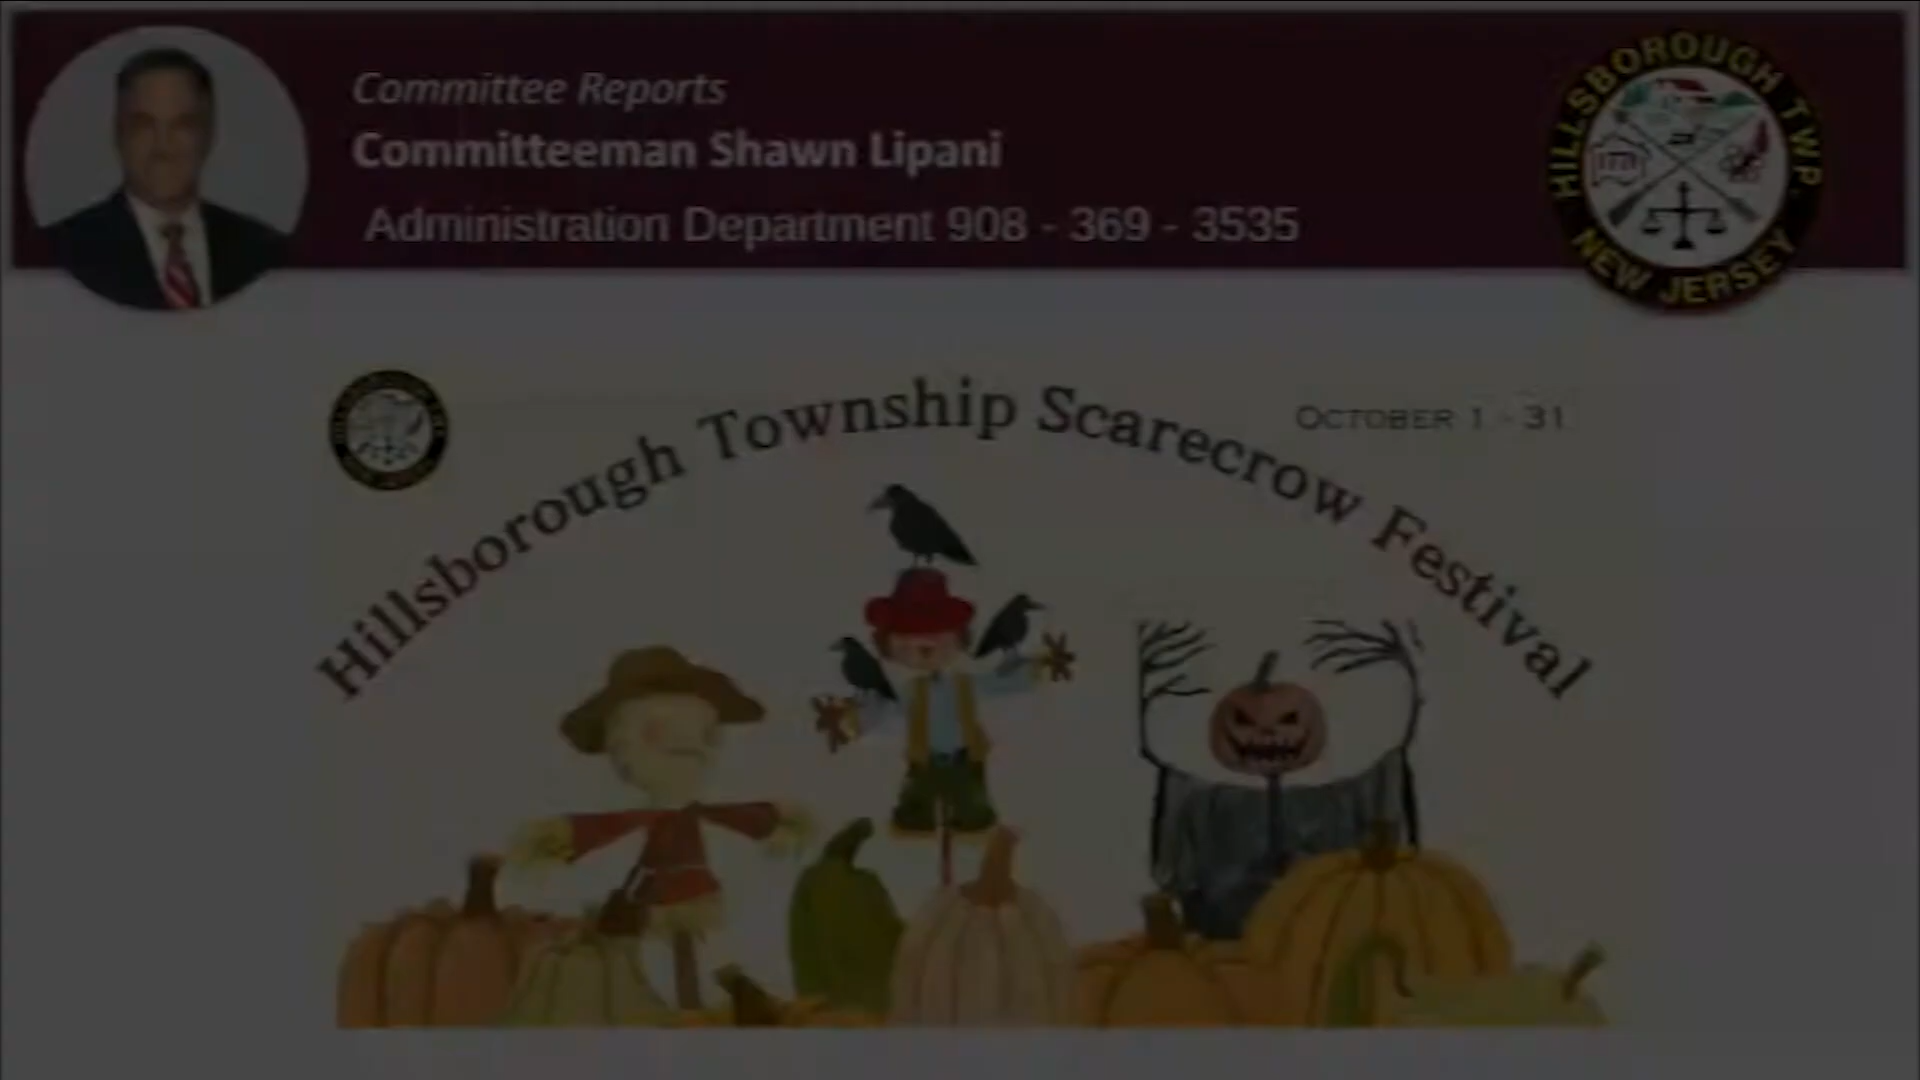 Committee Reports
Committeeman Shawn Lipani
Administration Department 908 - 369 - 3535
HILLSBOROUGH TWP.
NEW JERSEY
1771
Hillsborough Township Scarecrow Festival
OCTOBER 1 - 31